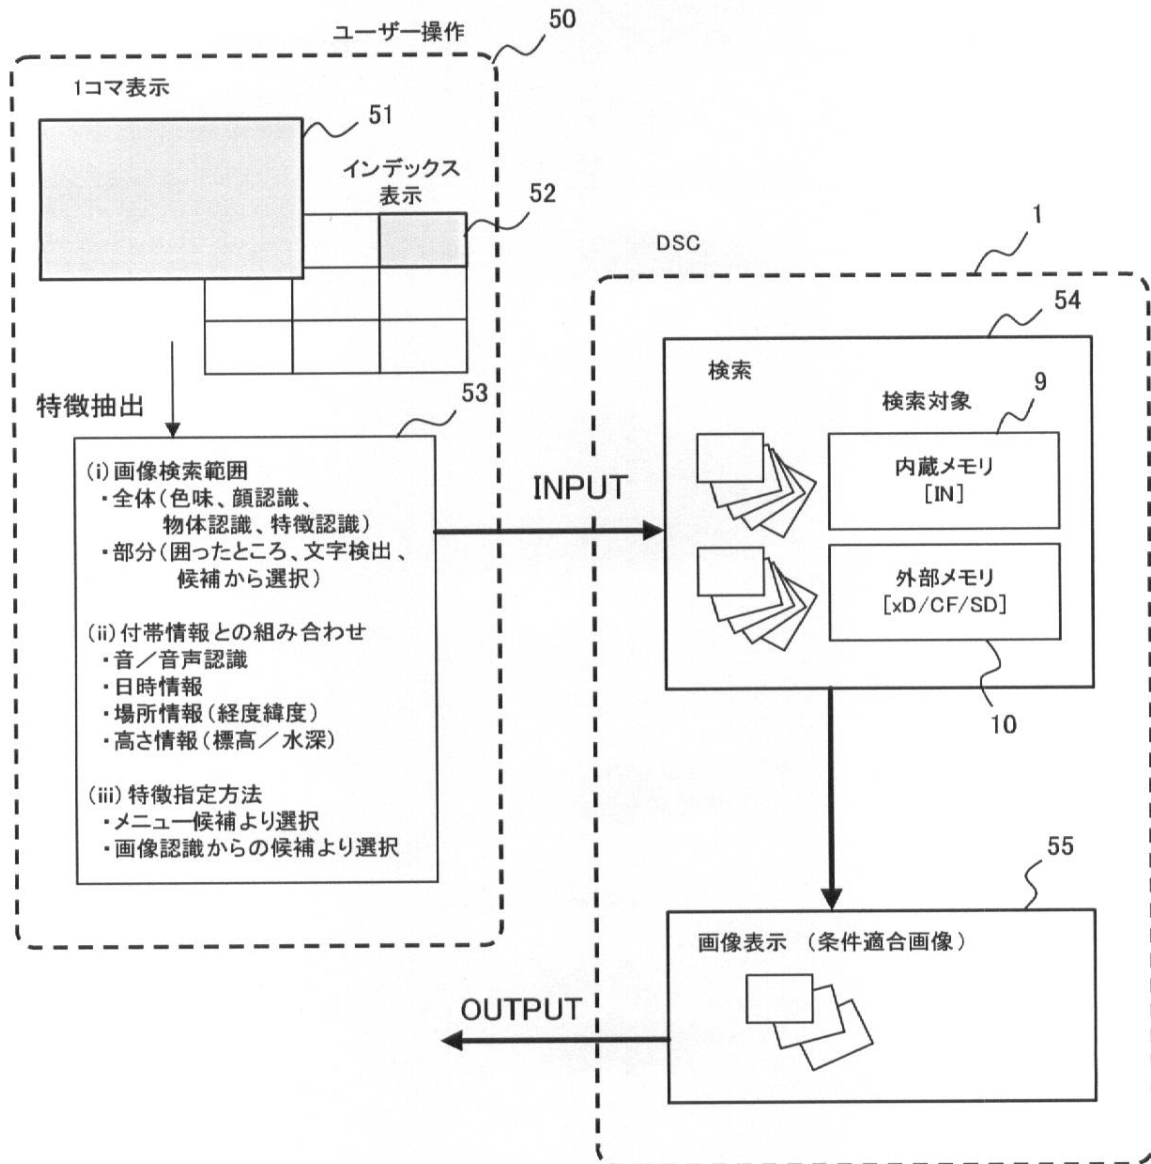 ユーザー操作
50
1コマ表示
51
インデックス
表示
52
特徴抽出
53
(i) 画像検索範囲
・全体(色味、顔認識、
物体認識、特徴認識)
・部分(囲ったところ、文字検出、
候補から選択)
(ii) 付帯情報との組み合わせ
・音／音声認識
・日時情報
・場所情報(経度緯度)
・高さ情報(標高／水深)
(iii) 特徴指定方法
・メニュー候補より選択
・画像認識からの候補より選択
INPUT
DSC
1
54
検索
検索対象
9
内蔵メモリ
[IN]
外部メモリ
[xD/CF/SD]
10
55
画像表示 (条件適合画像)
OUTPUT